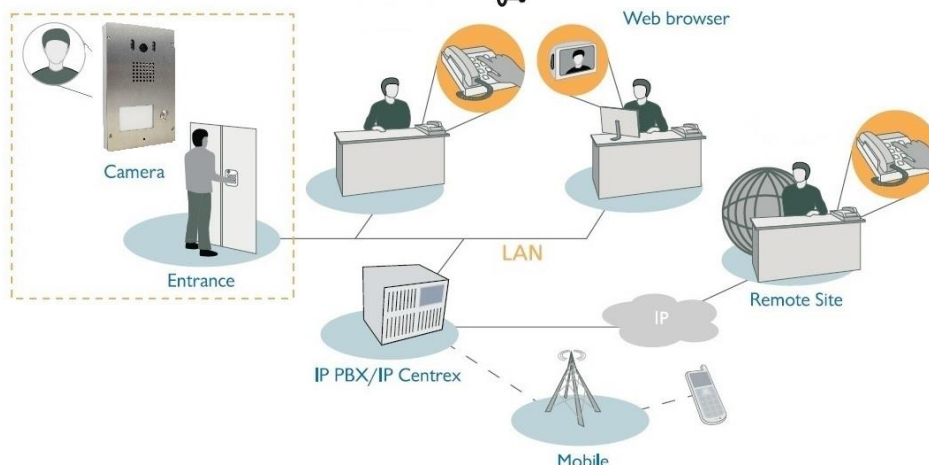 Web browser
Camera
LAN
Entrance
Remote Site
IP
IP PBX/IP Centrex
Mobile